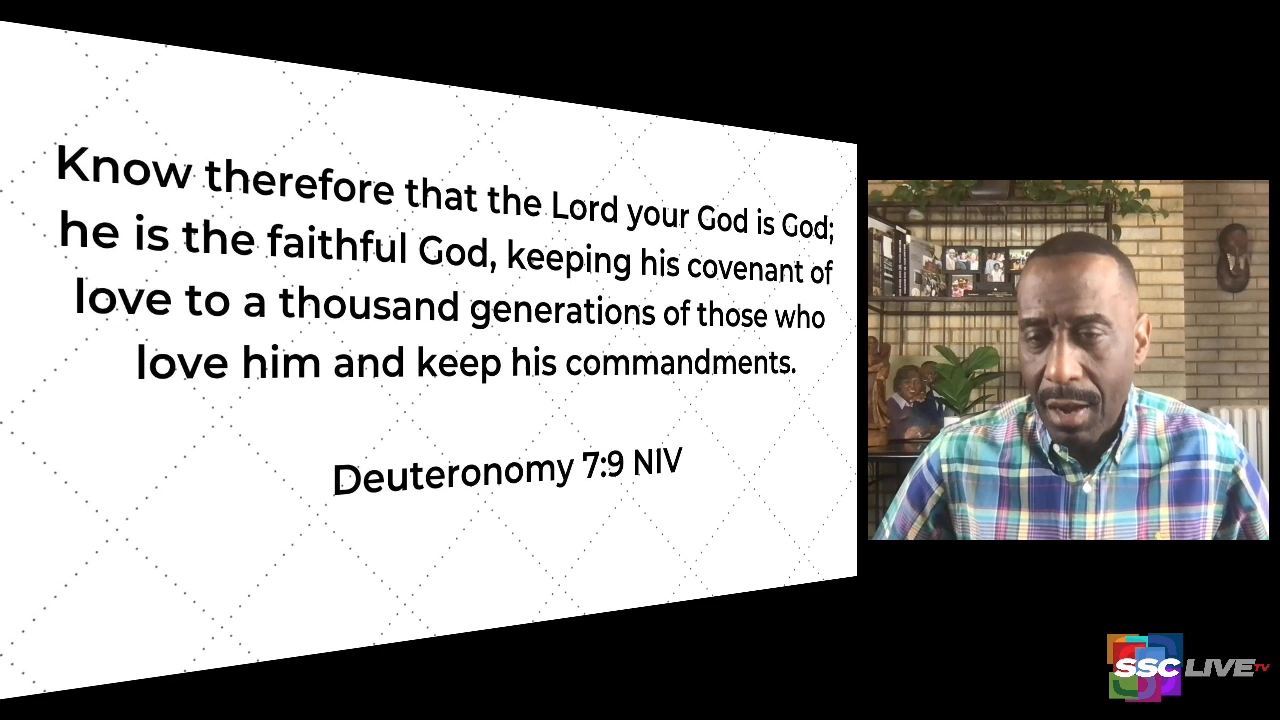 Know therefore that the Lord your God is God;
he is the faithful God, keeping his covenant of
love to a thousand generations of those who
love him and keep his commandments.
Deuteronomy 7:9 NIV
SSC LIVE TV